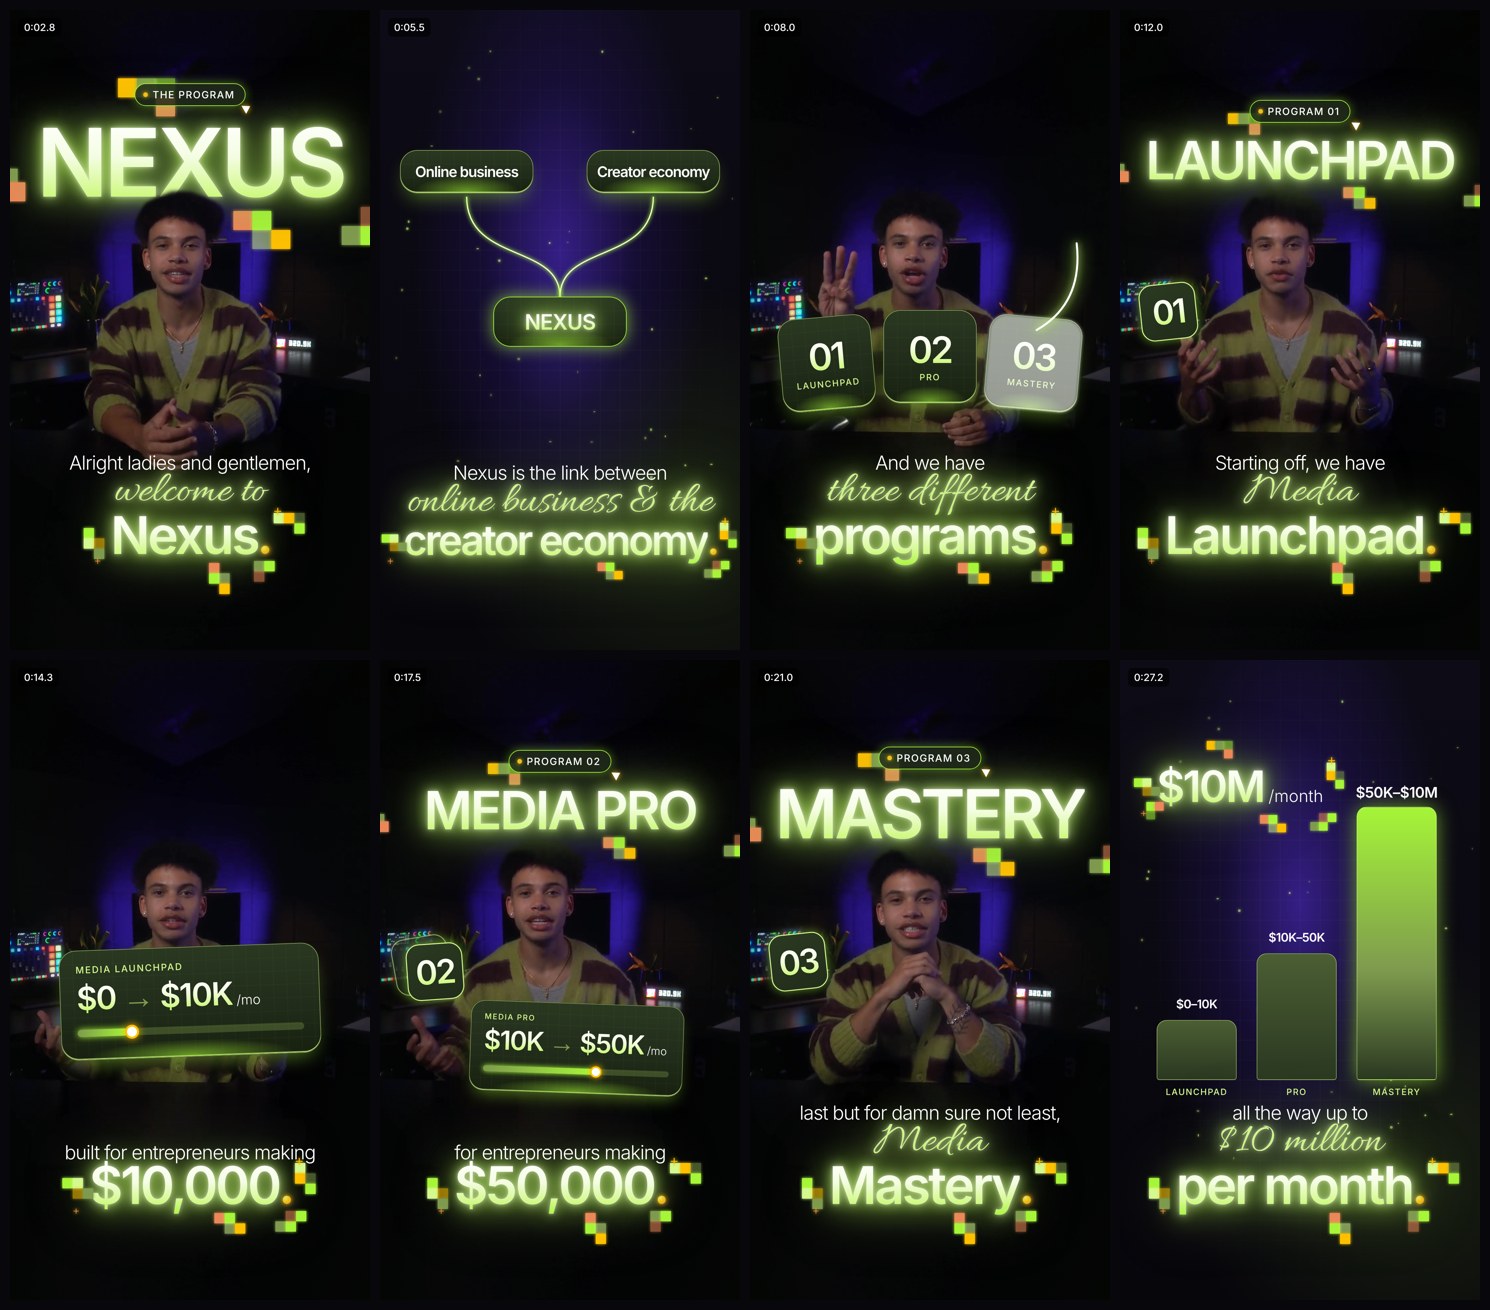 0:02.8
THE PROGRAM
NEXUS
Alright ladies and gentlemen,
welcome to
Nexus.
0:05.5
Online business
Creator economy
NEXUS
Nexus is the link between
online business & the
creator economy.
0:08.0
01
LAUNCHPAD
02
PRO
03
MASTERY
And we have
three different
programs.
0:12.0
PROGRAM 01
LAUNCHPAD
01
Starting off, we have
Media
Launchpad.
0:14.3
MEDIA LAUNCHPAD
$0 → $10K /mo
built for entrepreneurs making
$10,000.
0:17.5
PROGRAM 02
MEDIA PRO
02
MEDIA PRO
$10K → $50K /mo
for entrepreneurs making
$50,000.
0:21.0
PROGRAM 03
MASTERY
03
last but for damn sure not least,
Media
Mastery.
0:27.2
$10M /month
$50K–$10M
$10K–50K
$0–10K
LAUNCHPAD
PRO
MASTERY
all the way up to
$10 million
per month.